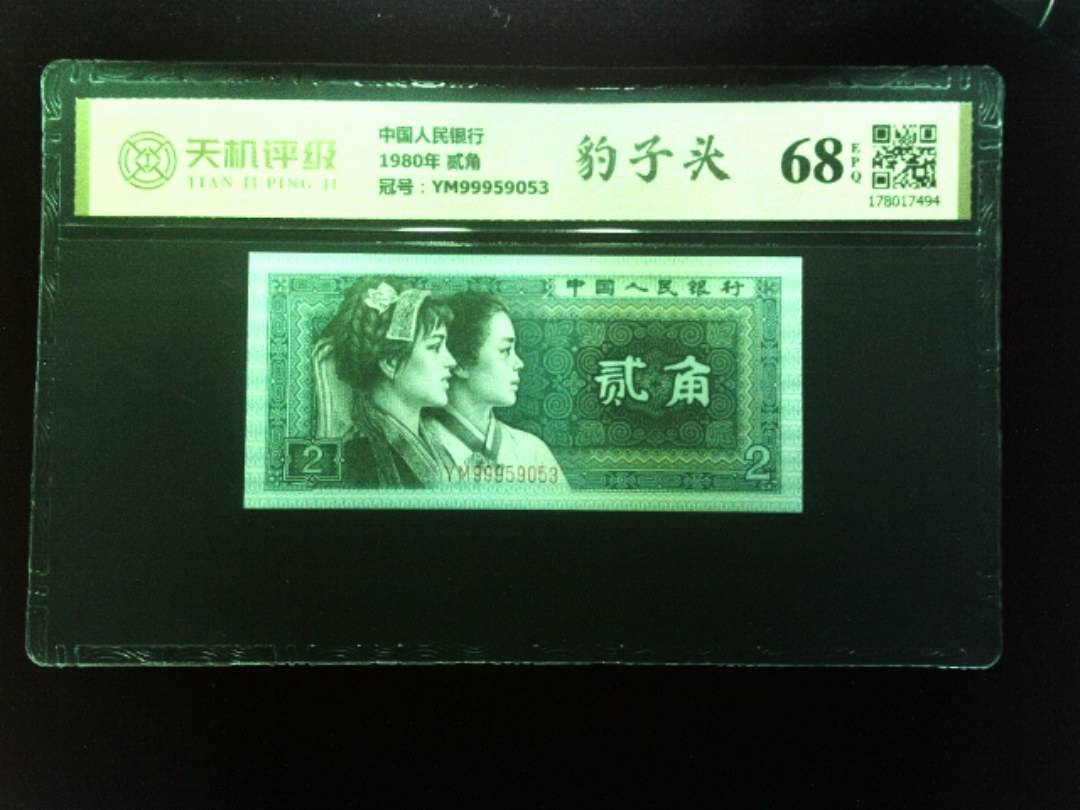 天机评级
TIAN JI PING JI
中国人民银行
1980年 贰角
冠号：YM99959053
豹子头
68
EPQ
178017494
中国人民银行
贰角
2
YM99959053
2